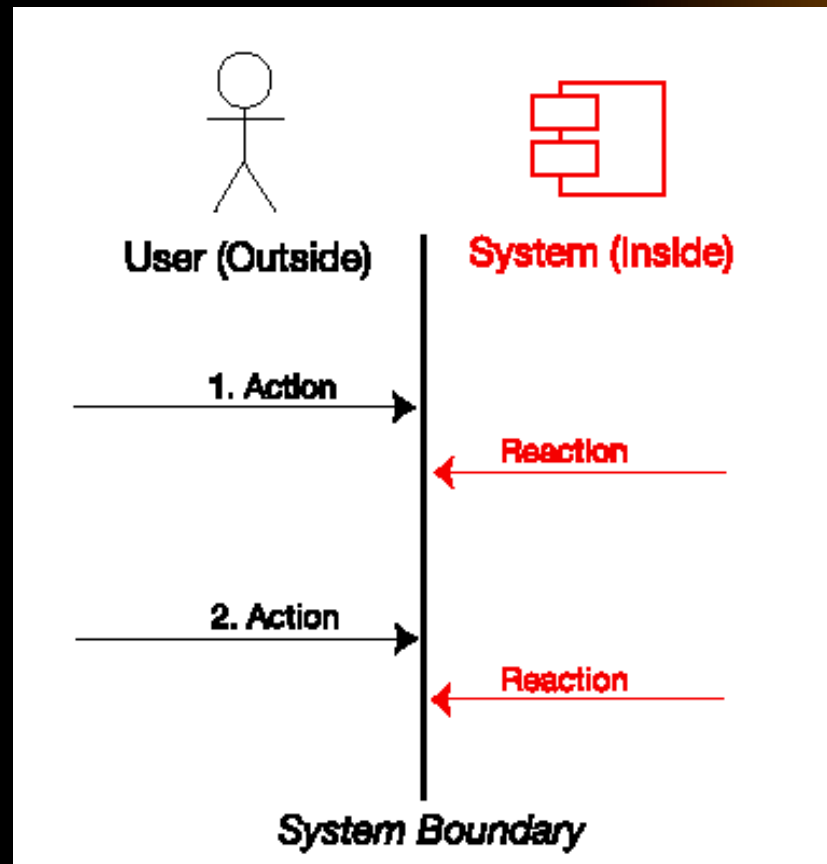 User (Outside)
System (Inside)
1. Action
Reaction
2. Action
Reaction
System Boundary